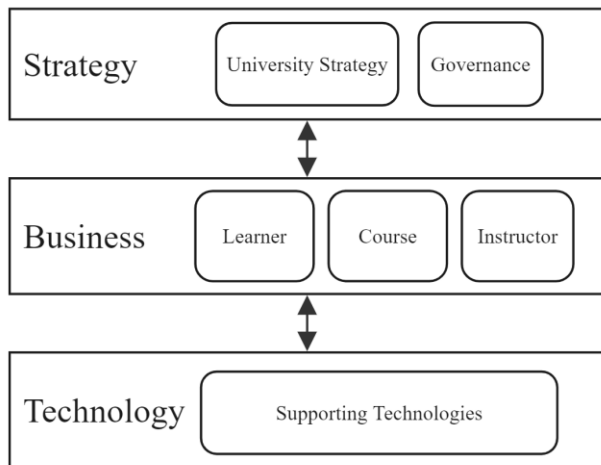 Strategy
University Strategy
Governance
Business
Learner
Course
Instructor
Technology
Supporting Technologies